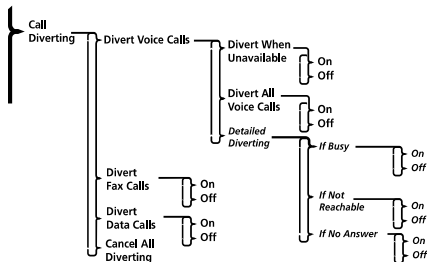 Call
Diverting
Divert Voice Calls
Divert When
Unavailable
On
Off
Divert All
Voice Calls
On
Off
Detailed
Diverting
If Busy
On
Off
If Not
Reachable
On
Off
If No Answer
On
Off
Divert
Fax Calls
On
Off
Divert
Data Calls
On
Off
Cancel All
Diverting